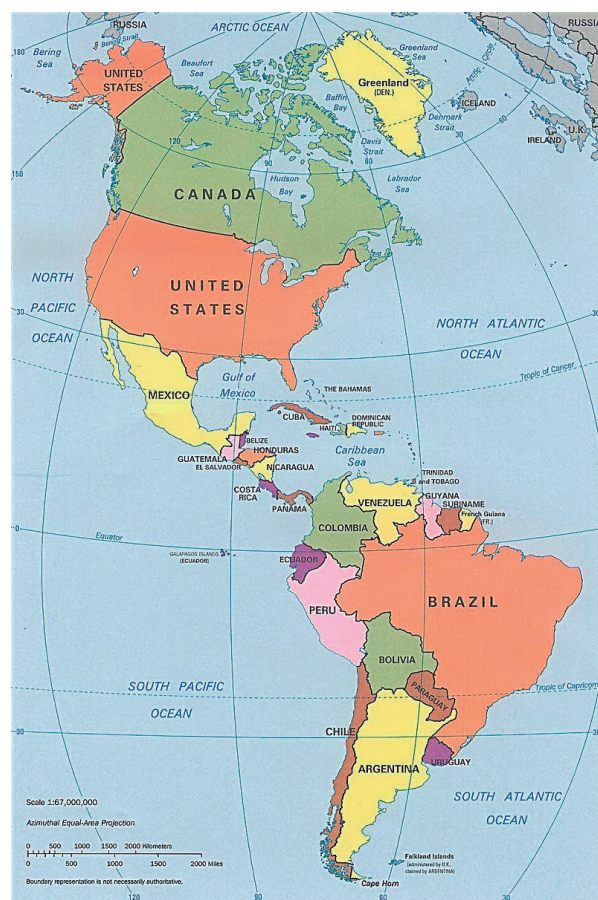 RUSSIA
ARCTIC OCEAN
RUSSIA
180
Bering
Sea
Bering Strait
Beaufort
Sea
Greenland
Sea
Arctic Circle
UNITED
STATES
Greenland
(DEN.)
Baffin
Bay
ICELAND
Denmark
Strait
U.K.
IRELAND
120
Davis
Strait
60
30
60
150
Hudson
Bay
90
Labrador
Sea
CANADA
NORTH
PACIFIC
OCEAN
30
UNITED
STATES
NORTH ATLANTIC
OCEAN
30
Tropic of Cancer
Gulf of
Mexico
MEXICO
THE BAHAMAS
CUBA
HAITI
DOMINICAN
REPUBLIC
BELIZE
HONDURAS
GUATEMALA
EL SALVADOR
NICARAGUA
Caribbean
Sea
COSTA
RICA
PANAMA
TRINIDAD
and TOBAGO
VENEZUELA
GUYANA
SURINAME
French Guiana
(FR.)
COLOMBIA
0
Equator
GALAPAGOS ISLANDS
(ECUADOR)
ECUADOR
PERU
BRAZIL
BOLIVIA
SOUTH PACIFIC
OCEAN
PARAGUAY
Tropic of Capricorn
30
CHILE
30
URUGUAY
ARGENTINA
SOUTH ATLANTIC
OCEAN
Scale 1:67,000,000
Azimuthal Equal-Area Projection
0 500 1000 1500 2000 Kilometers
0 500 1000 1500 2000 Miles
Boundary representation is not necessarily authoritative.
Falkland Islands
(administered by U.K.,
claimed by ARGENTINA)
Cape Horn
120
90
60
30